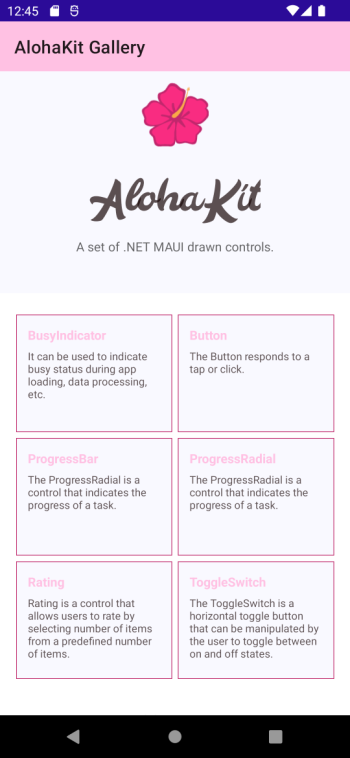 12:45
AlohaKit Gallery
AlohaKit
A set of .NET MAUI drawn controls.
BusyIndicator
It can be used to indicate
busy status during app
loading, data processing,
etc.
Button
The Button responds to a
tap or click.
ProgressBar
The ProgressRadial is a
control that indicates the
progress of a task.
ProgressRadial
The ProgressRadial is a
control that indicates the
progress of a task.
Rating
Rating is a control that
allows users to rate by
selecting number of items
from a predefined number
of items.
ToggleSwitch
The ToggleSwitch is a
horizontal toggle button
that can be manipulated by
the user to toggle between
on and off states.